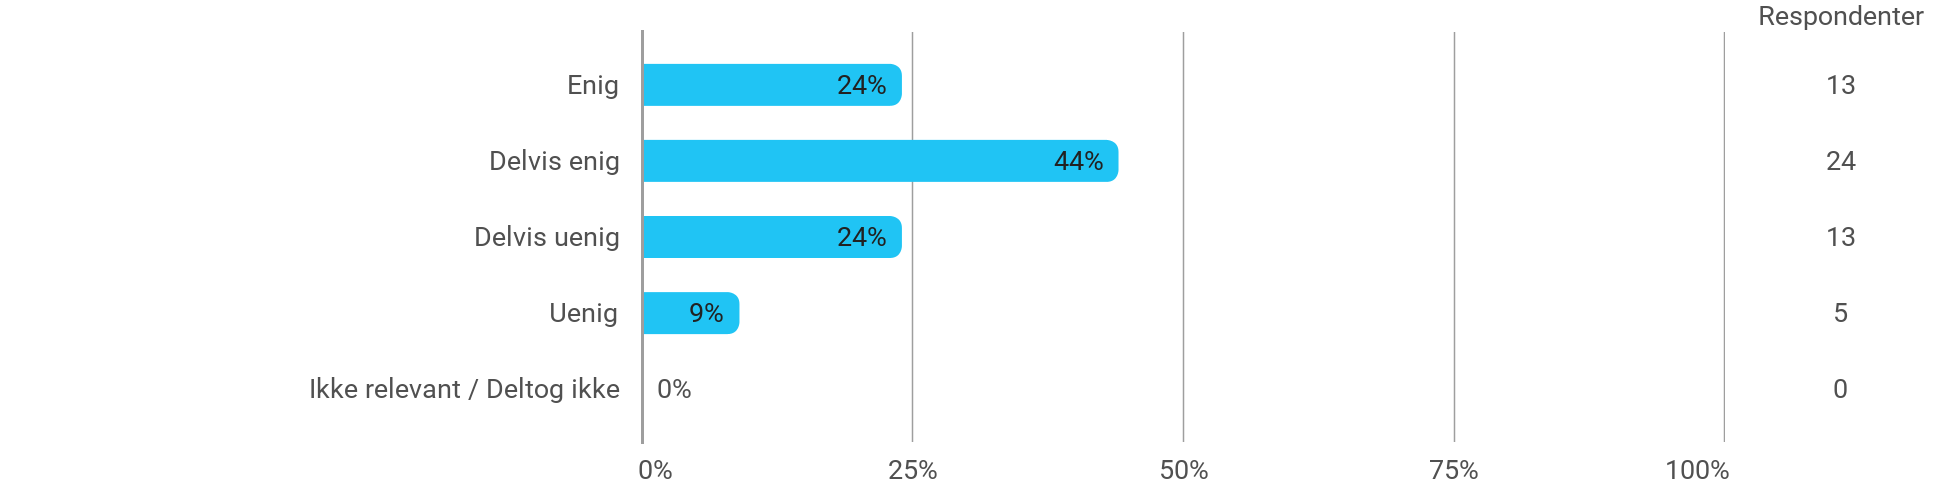 Respondenter
Enig 24% 13
Delvis enig 44% 24
Delvis uenig 24% 13
Uenig 9% 5
Ikke relevant / Deltog ikke 0% 0
0% 25% 50% 75% 100%